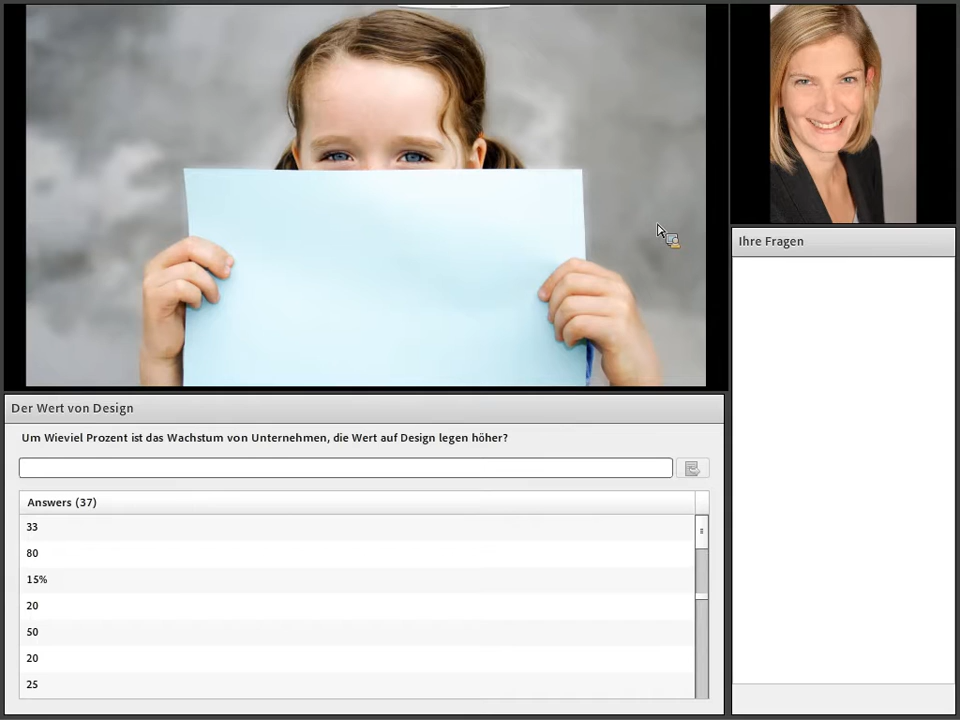 Ihre Fragen
Der Wert von Design
Um Wieviel Prozent ist das Wachstum von Unternehmen, die Wert auf Design legen höher?
Answers (37)
33
80
15%
20
50
20
25